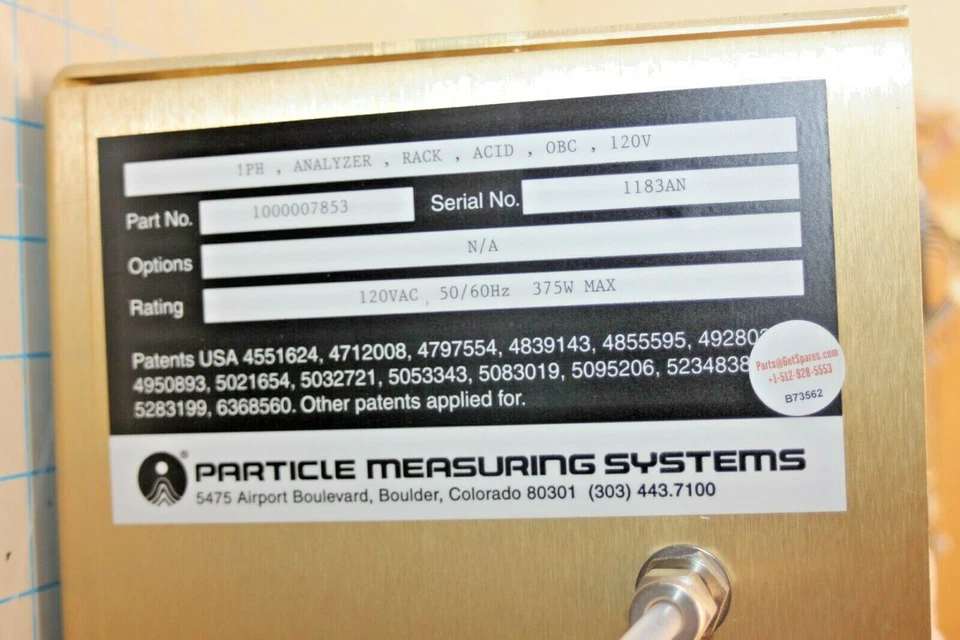 !PH , ANALYZER , RACK , ACID , OBC , 120V
Part No. 1000007853 Serial No. 1183AN
Options N/A
Rating 120VAC, 50/60Hz 375W MAX
Patents USA 4551624, 4712008, 4797554, 4839143, 4855595,
4950893, 5021654, 5032721, 5053343, 5083019, 5095206,
5283199, 6368560. Other patents applied for.
Parts@GetSpares.com
+1-512-928-5553
B73562
® PARTICLE MEASURING SYSTEMS
5475 Airport Boulevard, Boulder, Colorado 80301 (303) 443.7100